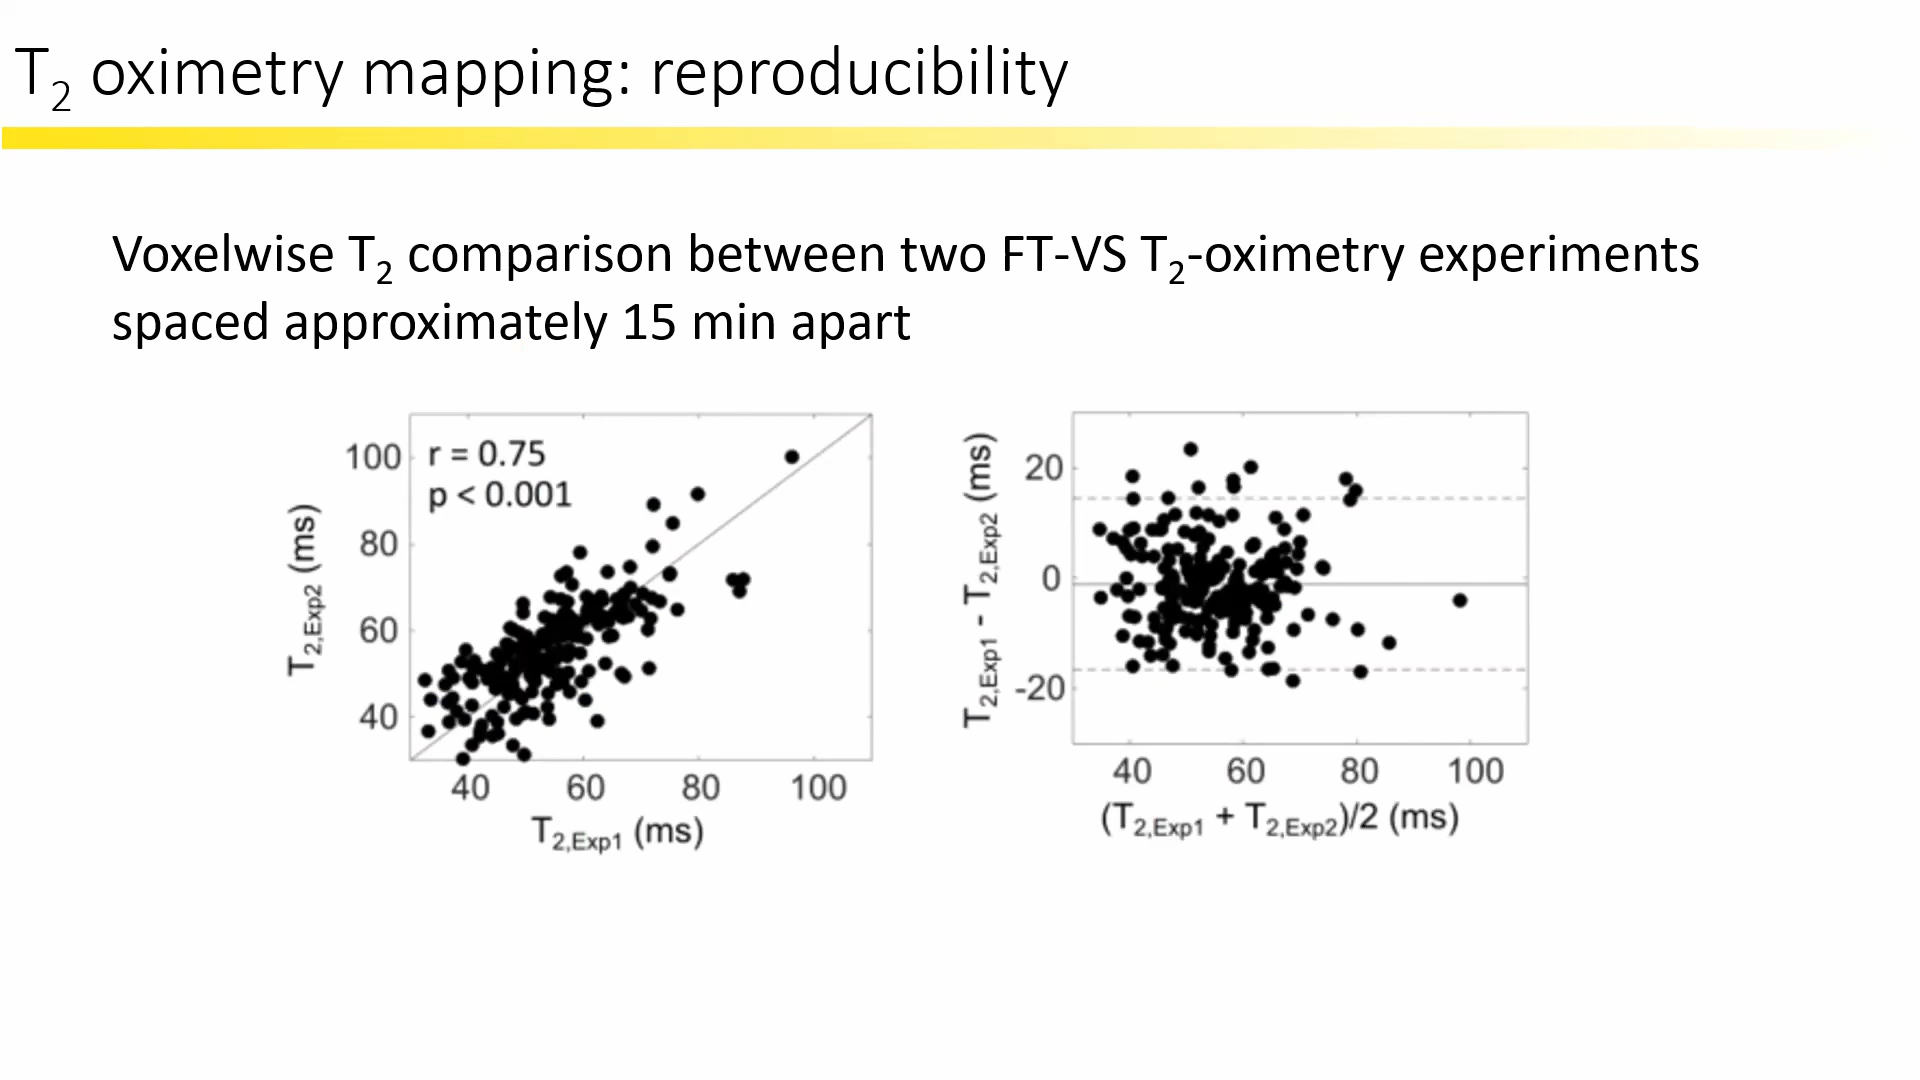 T₂ oximetry mapping: reproducibility
Voxelwise T₂ comparison between two FT-VS T₂-oximetry experiments
spaced approximately 15 min apart
r = 0.75
p < 0.001
100
80
60
40
T₂,Exp2 (ms)
40 60 80 100
T₂,Exp1 (ms)
20
0
-20
T₂,Exp1 - T₂,Exp2 (ms)
40 60 80 100
(T₂,Exp1 + T₂,Exp2)/2 (ms)